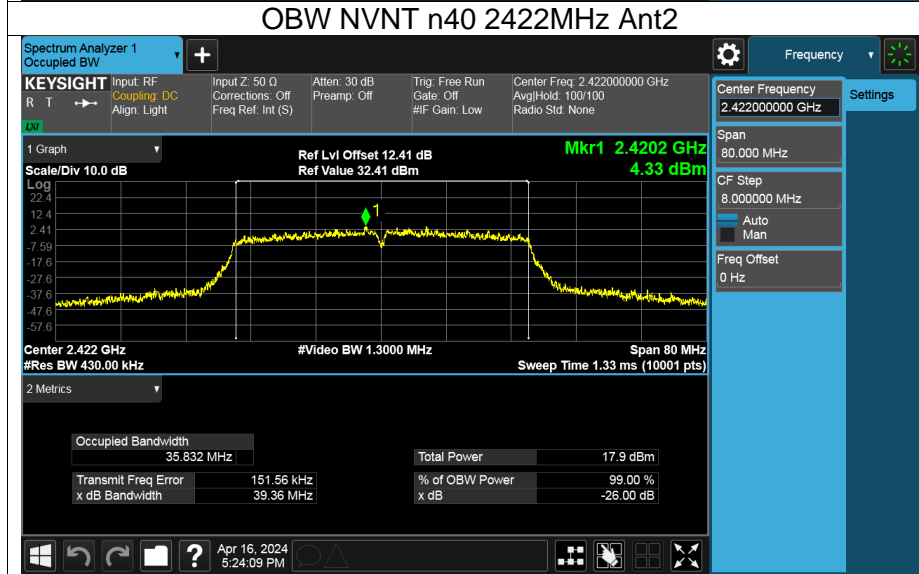 OBW NVNT n40 2422MHz Ant2
Spectrum Analyzer 1
Occupied BW
+
Frequency
KEYSIGHT
R T
LXI
Input: RF
Coupling: DC
Align: Light
Input Z: 50 Ω
Corrections: Off
Freq Ref: Int (S)
Atten: 30 dB
Preamp: Off
Trig: Free Run
Gate: Off
#IF Gain: Low
Center Freq: 2.422000000 GHz
Avg|Hold: 100/100
Radio Std: None
Center Frequency
2.422000000 GHz
Settings
Span
80.000 MHz
CF Step
8.000000 MHz
Auto
Man
Freq Offset
0 Hz
1 Graph
Scale/Div 10.0 dB
Ref Lvl Offset 12.41 dB
Ref Value 32.41 dBm
Mkr1 2.4202 GHz
4.33 dBm
Log
22.4
12.4
2.41
-7.59
-17.6
-27.6
-37.6
-47.6
-57.6
1
Center 2.422 GHz
#Res BW 430.00 kHz
#Video BW 1.3000 MHz
Span 80 MHz
Sweep Time 1.33 ms (10001 pts)
2 Metrics
Occupied Bandwidth
35.832 MHz
Total Power 17.9 dBm
Transmit Freq Error 151.56 kHz
% of OBW Power 99.00 %
x dB Bandwidth 39.36 MHz
x dB -26.00 dB
?
Apr 16, 2024
5:24:09 PM